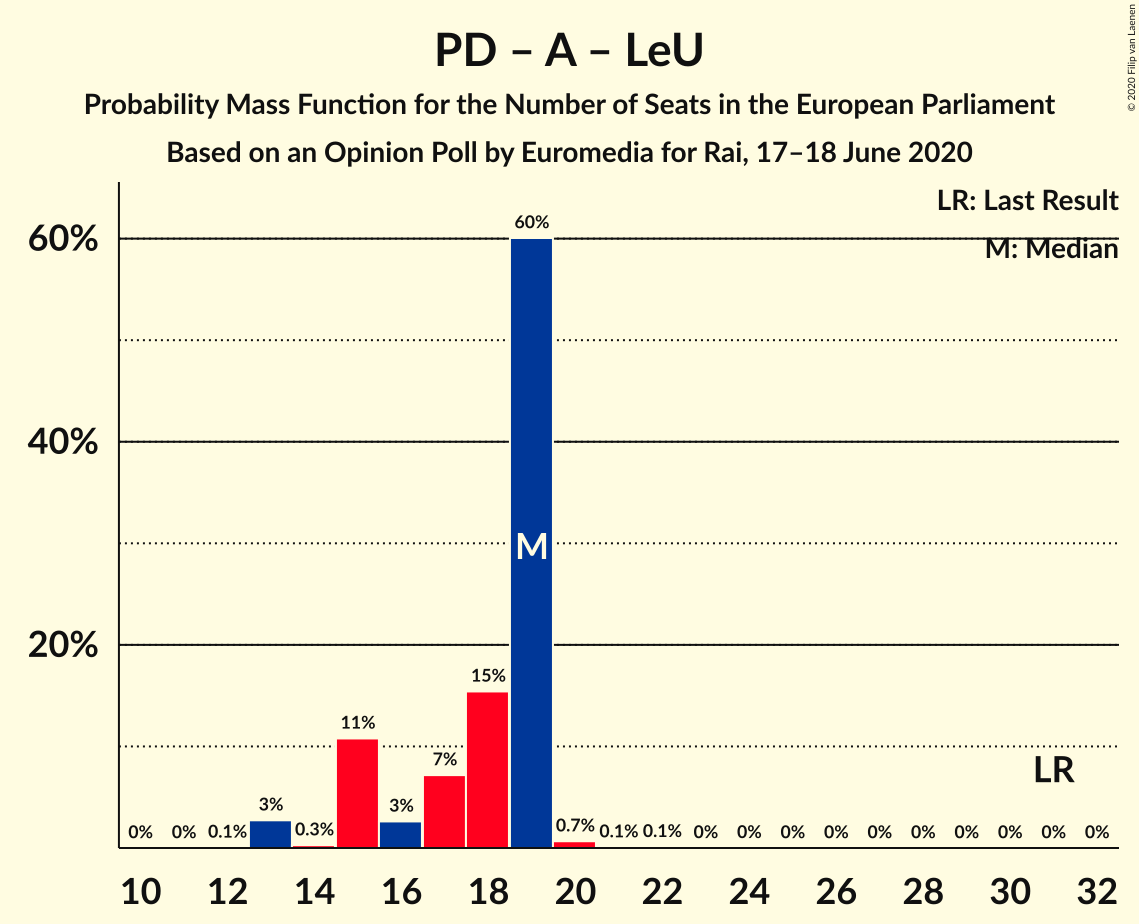 PD – A – LeU
Probability Mass Function for the Number of Seats in the European Parliament
Based on an Opinion Poll by Euromedia for Rai, 17–18 June 2020
© 2020 Filip van Laenen
LR: Last Result
M: Median
60%
40%
20%
0% 0% 0.1% 3% 0.3% 11% 3% 7% 15% 60% 0.7% 0.1% 0.1% 0% 0% 0% 0% 0% 0% 0% 0% 0% 0%
M
LR
10 12 14 16 18 20 22 24 26 28 30 32